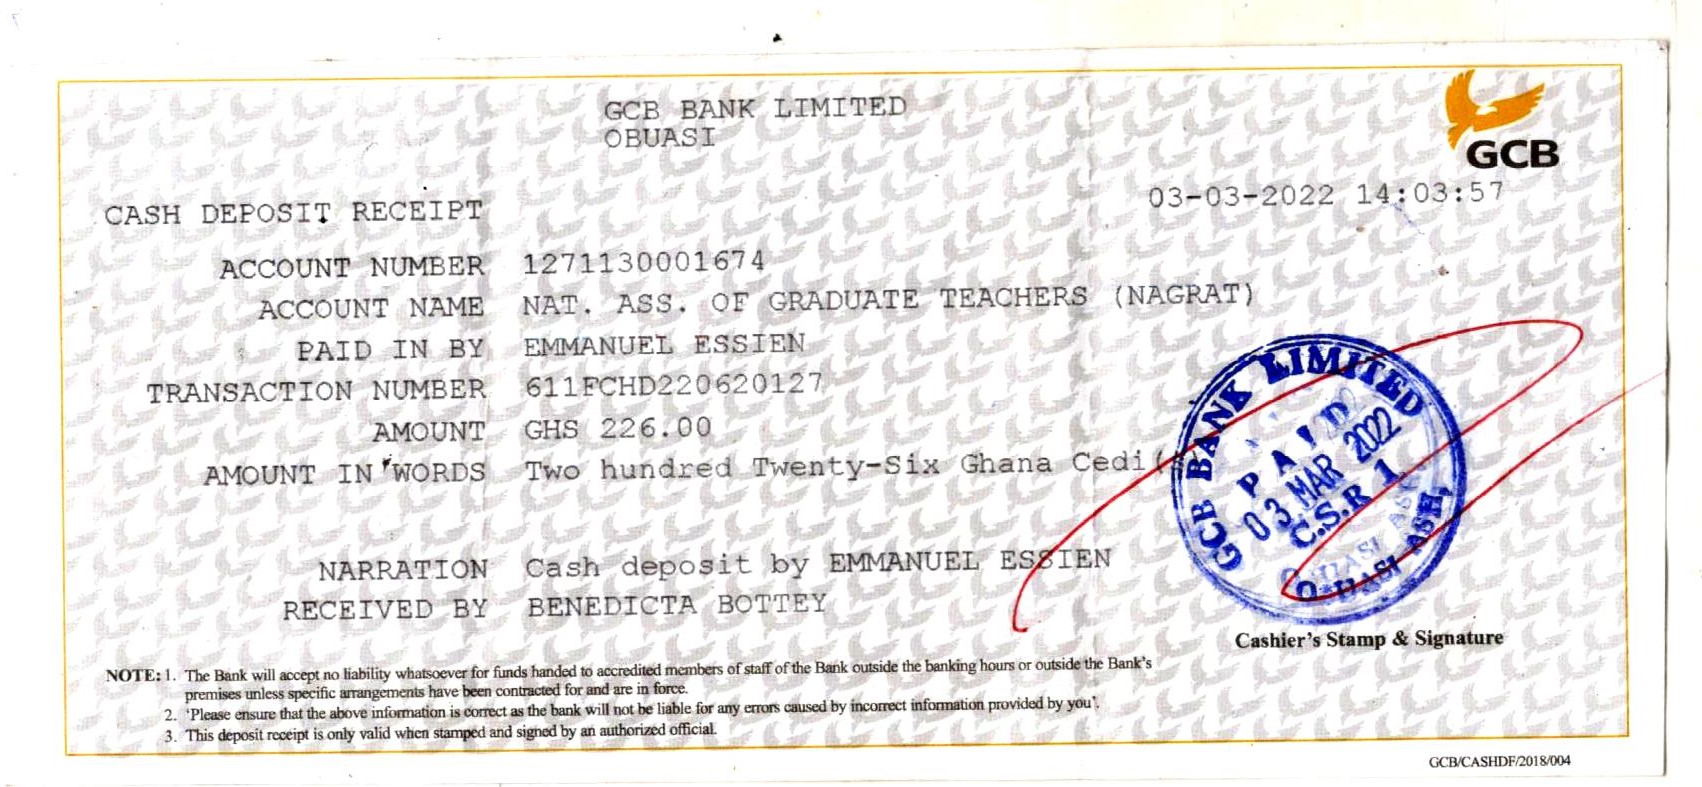 GCB BANK LIMITED
OBUASI
GCB
03-03-2022 14:03:57
CASH DEPOSIT RECEIPT
ACCOUNT NUMBER 1271130001674
ACCOUNT NAME NAT. ASS. OF GRADUATE TEACHERS (NAGRAT)
PAID IN BY EMMANUEL ESSIEN
TRANSACTION NUMBER 611FCHD220620127
AMOUNT GHS 226.00
AMOUNT IN WORDS Two hundred Twenty-Six Ghana Cedi
GCB BANK LIMITED
PAID
03 MAR 2022
C.S.R 1
OBUASI ASH.
NARRATION Cash deposit by EMMANUEL ESSIEN
RECEIVED BY BENEDICTA BOTTEY
Cashier's Stamp & Signature
NOTE: 1. The Bank will accept no liability whatsoever for funds handed to accredited members of staff of the Bank outside the banking hours or outside the Bank's
premises unless specific arrangements have been contracted for and are in force.
2. 'Please ensure that the above information is correct as the bank will not be liable for any errors caused by incorrect information provided by you'.
3. This deposit receipt is only valid when stamped and signed by an authorized official.
GCB/CASHDF/2018/004